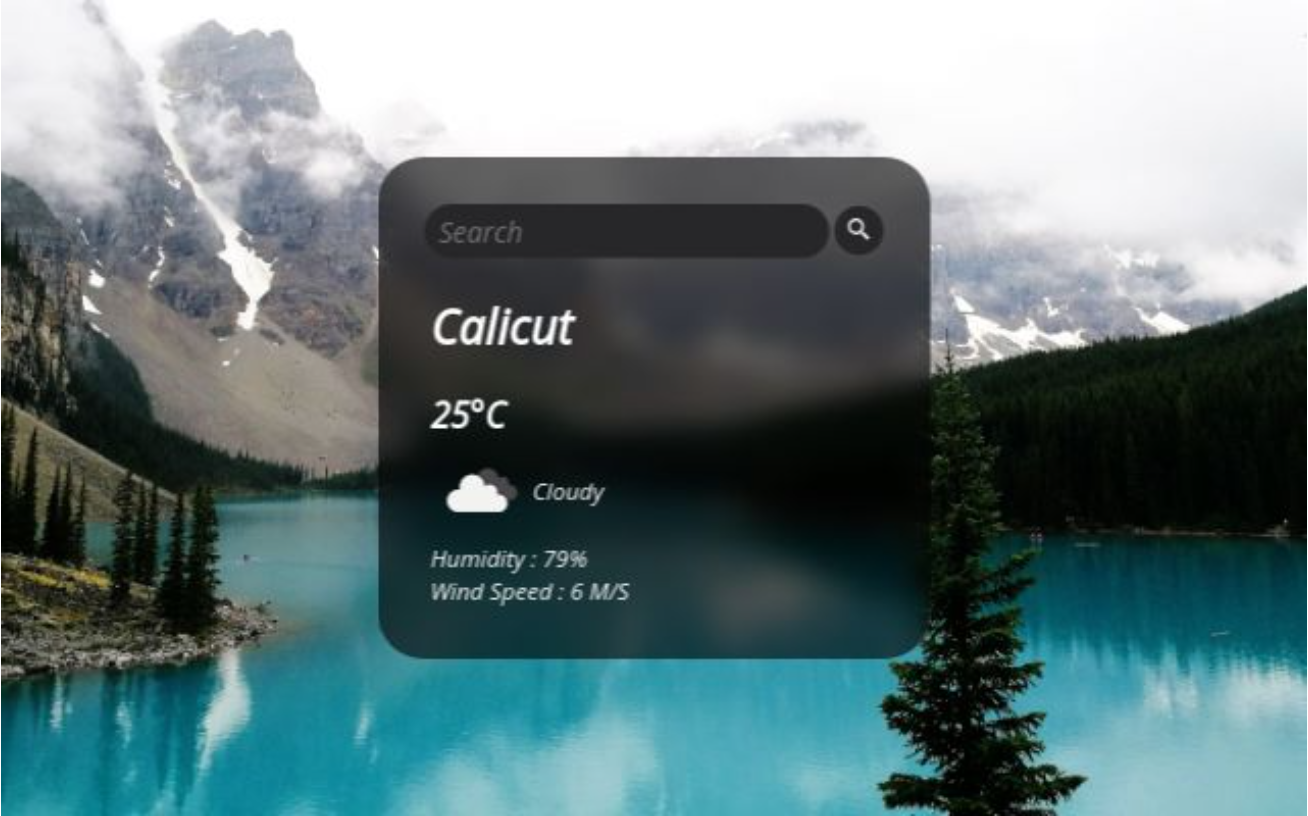 Search
Calicut
25°C
Cloudy
Humidity : 79%
Wind Speed : 6 M/S